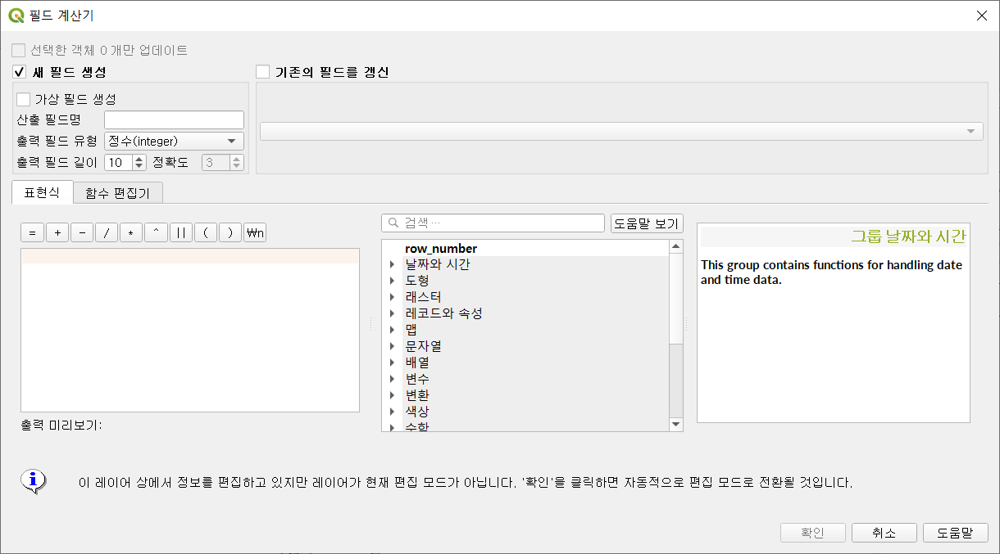 필드 계산기
선택한 객체 0 개만 업데이트
새 필드 생성
기존의 필드를 갱신
가상 필드 생성
산출 필드명
출력 필드 유형 정수(integer)
출력 필드 길이 10 정확도 3
표현식 함수 편집기
= + - / * ^ || ( ) ₩n
검색…
도움말 보기
row_number
날짜와 시간
도형
래스터
레코드와 속성
맵
문자열
배열
변수
변환
색상
수학
그룹 날짜와 시간
This group contains functions for handling date
and time data.
출력 미리보기:
이 레이어 상에서 정보를 편집하고 있지만 레이어가 현재 편집 모드가 아닙니다. '확인'을 클릭하면 자동적으로 편집 모드로 전환될 것입니다.
확인 취소 도움말